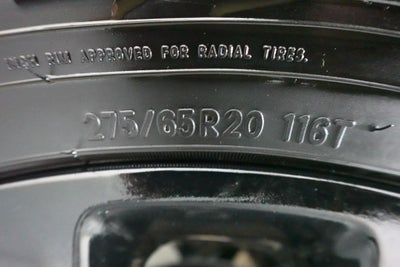 RIM APPROVED FOR RADIAL TIRES.
275/65R20 116T